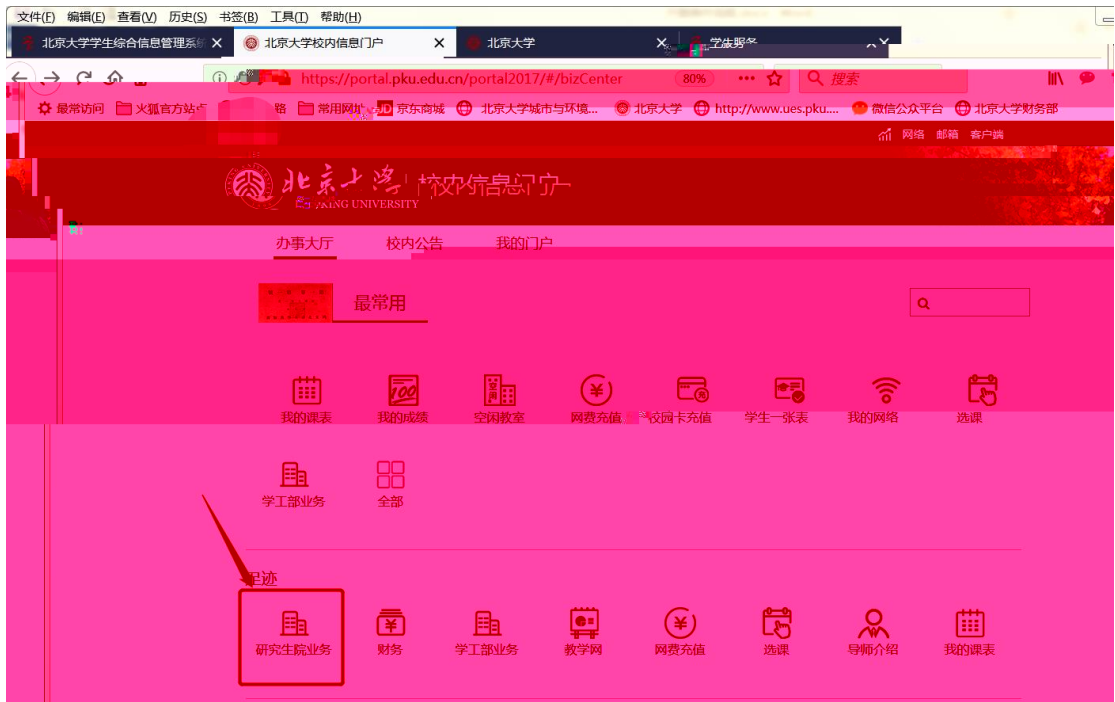 文件(F) 编辑(E) 查看(V) 历史(S) 书签(B) 工具(T) 帮助(H)
北京大学学生综合信息管理系统 北京大学校内信息门户 北京大学
https://portal.pku.edu.cn/portal2017/#/bizCenter 80% 搜索
最常访问 火狐官方站点 常用网址 JD 京东商城 北京大学城市与环境... 北京大学 http://www.ues.pku.... 微信公众平台 北京大学财务部
网络 邮箱 客户端
北京大学 校内信息门户
UNIVERSITY
办事大厅 校内公告 我的门户
最常用
我的课表 我的成绩 空闲教室 网费充值 校园卡充值 学生一张表 我的网络 选课
学工部业务 全部
足迹
研究生院业务 财务 学工部业务 教学网 网费充值 选课 导师介绍 我的课表